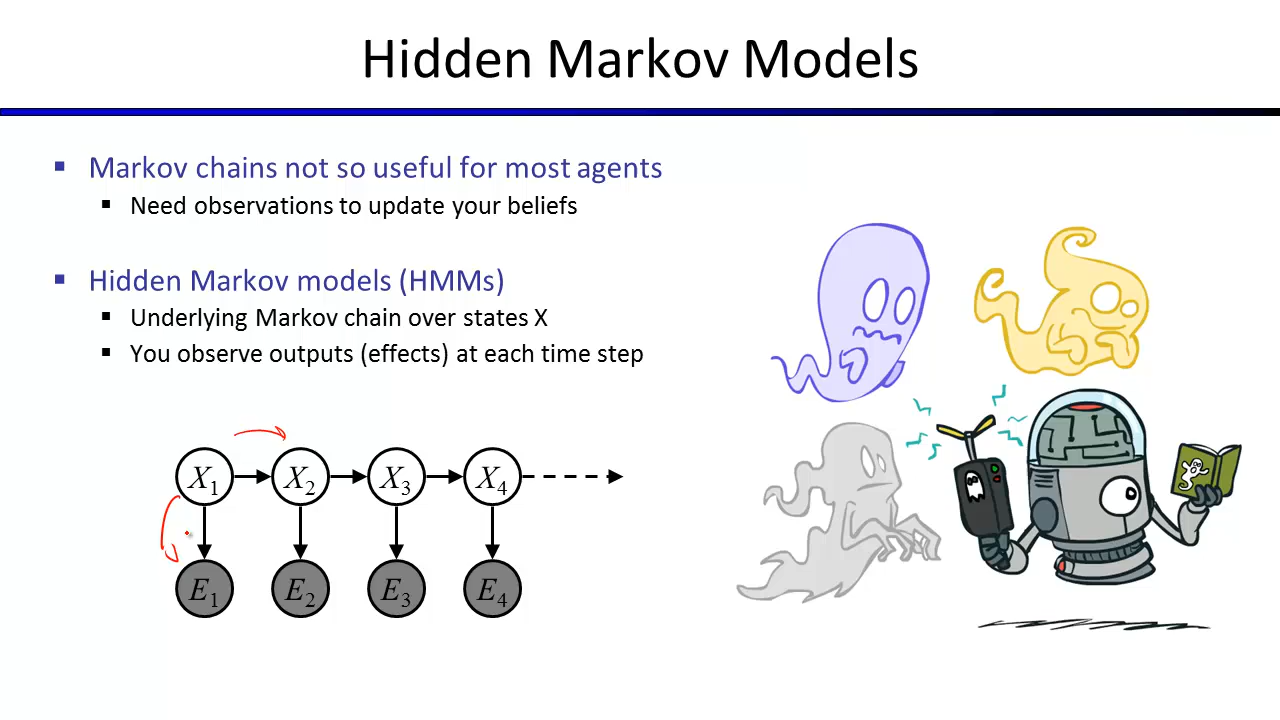 Hidden Markov Models
▪ Markov chains not so useful for most agents
▪ Need observations to update your beliefs
▪ Hidden Markov models (HMMs)
▪ Underlying Markov chain over states X
▪ You observe outputs (effects) at each time step
X₁ X₂ X₃ X₄
E₁ E₂ E₃ E₄